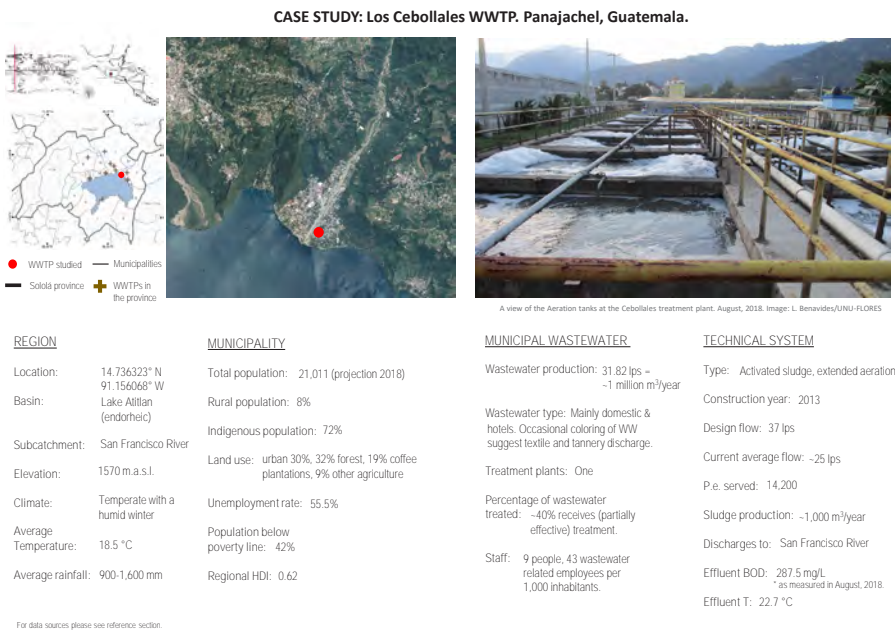 CASE STUDY: Los Cebollales WWTP. Panajachel, Guatemala.
WWTP studied
Municipalities
Sololá province
WWTPs in
the province
A view of the Aeration tanks at the Cebollales treatment plant. August, 2018. Image: L. Benavides/UNU-FLORES
REGION
Location: 14.736323° N
91.156068° W
Basin: Lake Atitlan
(endorheic)
Subcatchment: San Francisco River
Elevation: 1570 m.a.s.l.
Climate: Temperate with a
humid winter
Average
Temperature: 18.5 °C
Average rainfall: 900-1,600 mm
MUNICIPALITY
Total population: 21,011 (projection 2018)
Rural population: 8%
Indigenous population: 72%
Land use: urban 30%, 32% forest, 19% coffee
plantations, 9% other agriculture
Unemployment rate: 55.5%
Population below
poverty line: 42%
Regional HDI: 0.62
MUNICIPAL WASTEWATER
Wastewater production: 31.82 lps =
~1 million m³/year
Wastewater type: Mainly domestic &
hotels. Occasional coloring of WW
suggest textile and tannery discharge.
Treatment plants: One
Percentage of wastewater
treated: ~40% receives (partially
effective) treatment.
Staff: 9 people, 43 wastewater
related employees per
1,000 inhabitants.
TECHNICAL SYSTEM
Type: Activated sludge, extended aeration
Construction year: 2013
Design flow: 37 lps
Current average flow: ~25 lps
P.e. served: 14,200
Sludge production: ~1,000 m³/year
Discharges to: San Francisco River
Effluent BOD: 287.5 mg/L
* as measured in August, 2018.
Effluent T: 22.7 °C
For data sources please see reference section.